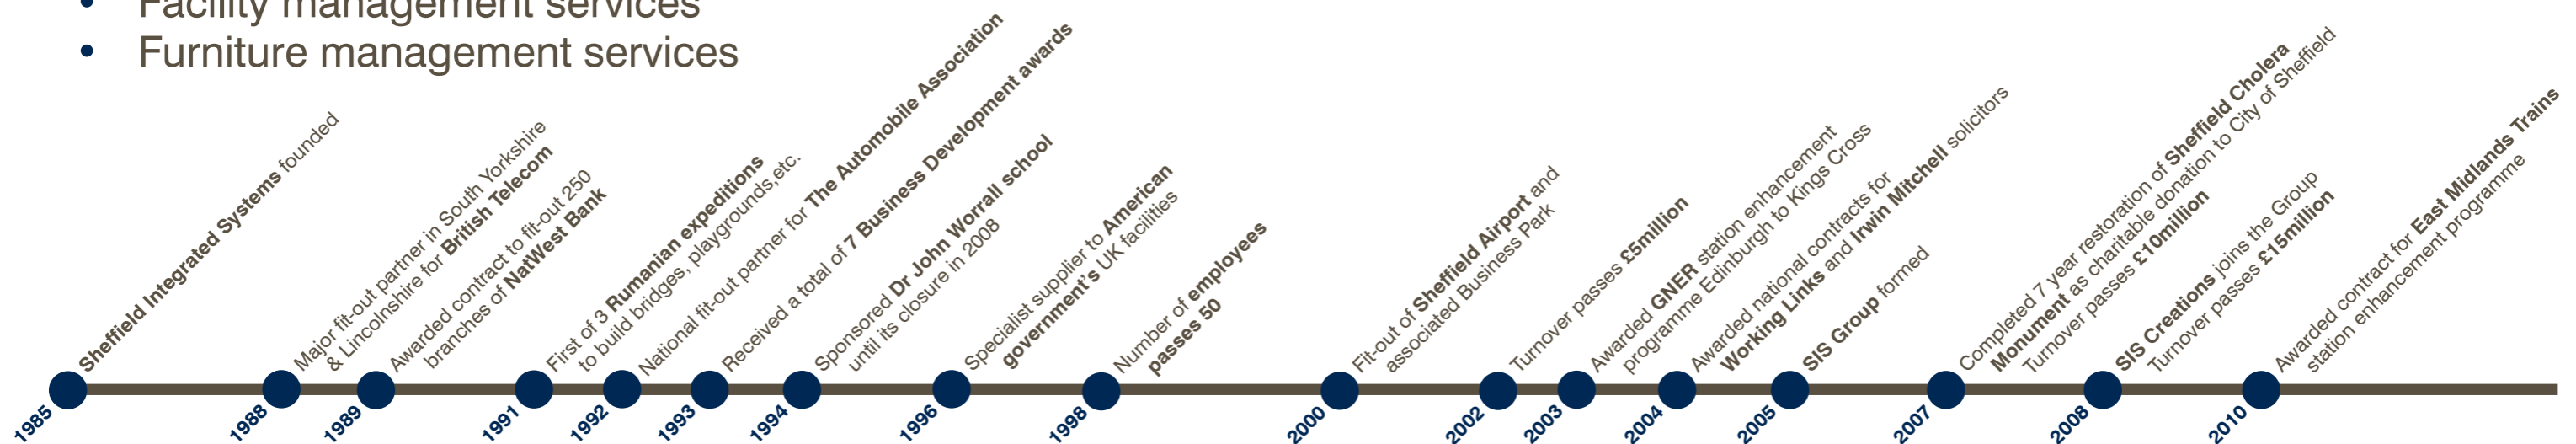 • Facility management services
• Furniture management services
Sheffield Integrated Systems founded
Major fit-out partner in South Yorkshire
& Lincolnshire for British Telecom
Awarded contract to fit-out 250
branches of NatWest Bank
First of 3 Rumanian expeditions
to build bridges, playgrounds,etc.
National fit-out partner for The Automobile Association
Received a total of 7 Business Development awards
Sponsored Dr John Worrall school
until its closure in 2008
Specialist supplier to American
government's UK facilities
Number of employees
passes 50
Fit-out of Sheffield Airport and
associated Business Park
Turnover passes £5million
Awarded GNER station enhancement
programme Edinburgh to Kings Cross
Awarded national contracts for
Working Links and Irwin Mitchell solicitors
SIS Group formed
Completed 7 year restoration of Sheffield Cholera
Monument as charitable donation to City of Sheffield
Turnover passes £10million
SIS Creations joins the Group
Turnover passes £15million
Awarded contract for East Midlands Trains
station enhancement programme
1985
1988
1989
1991
1992
1993
1994
1996
1998
2000
2002
2003
2004
2005
2007
2008
2010